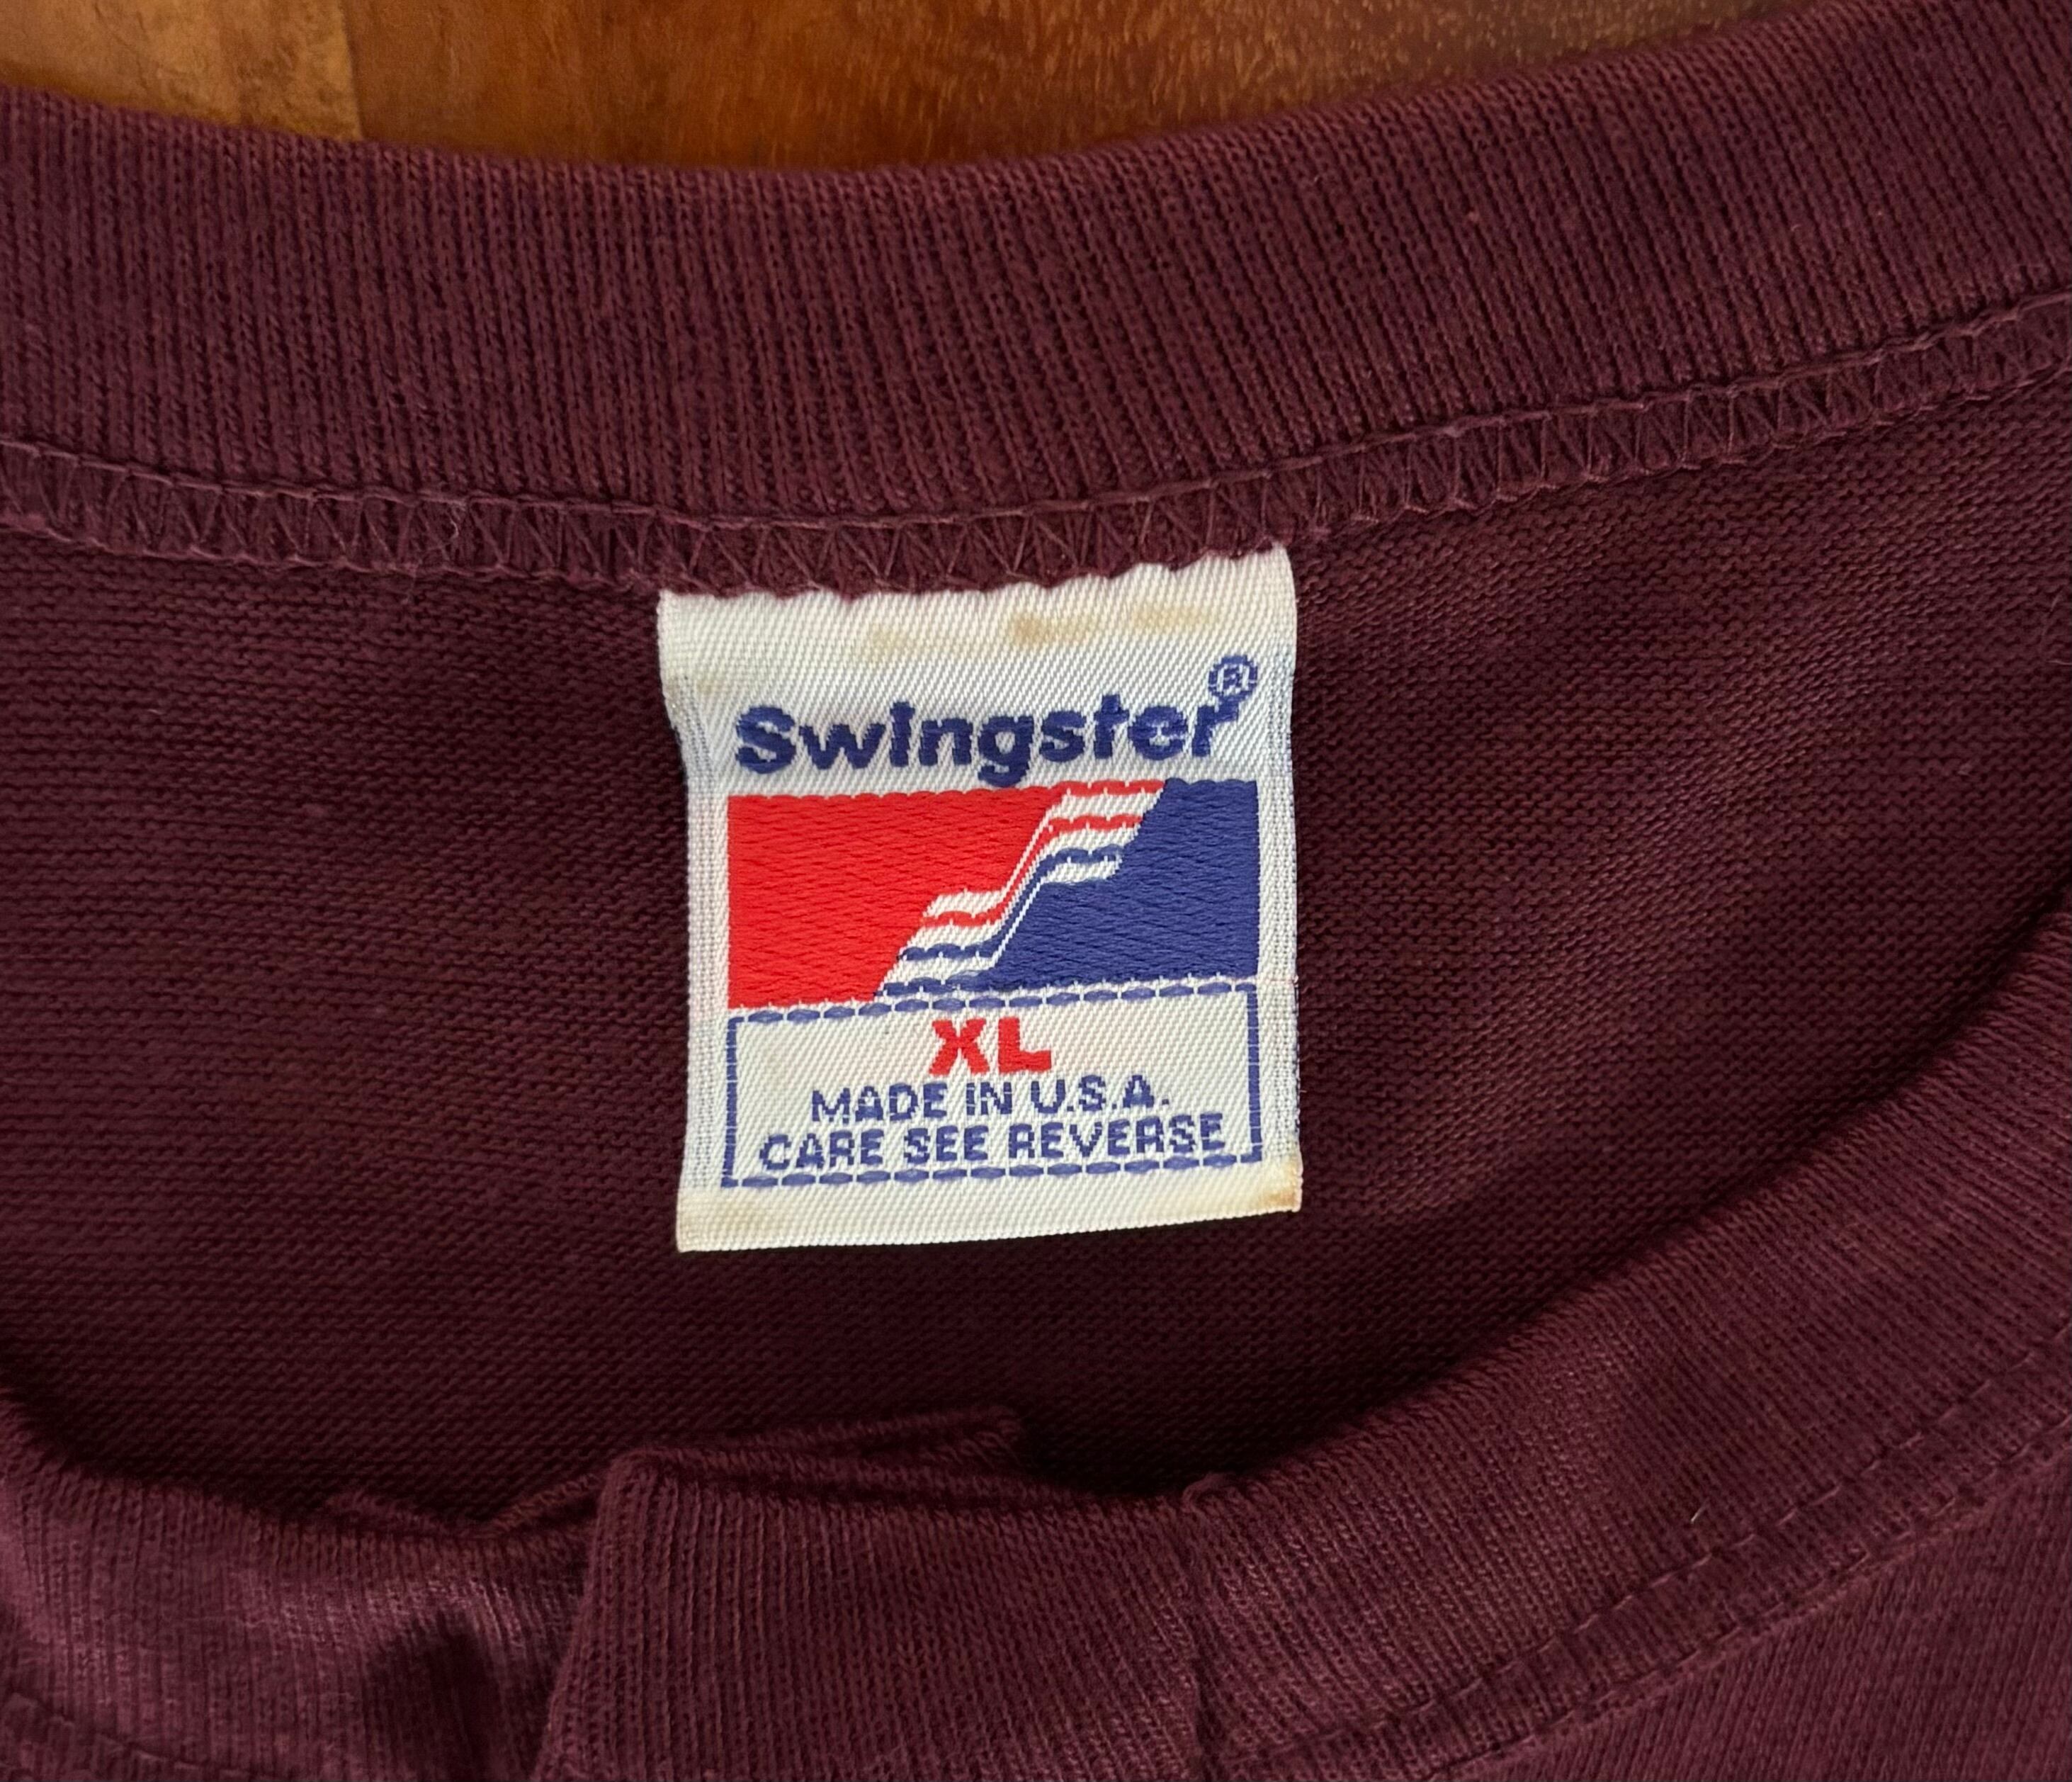 Swingster®
XL
MADE IN U.S.A.
CARE SEE REVERSE